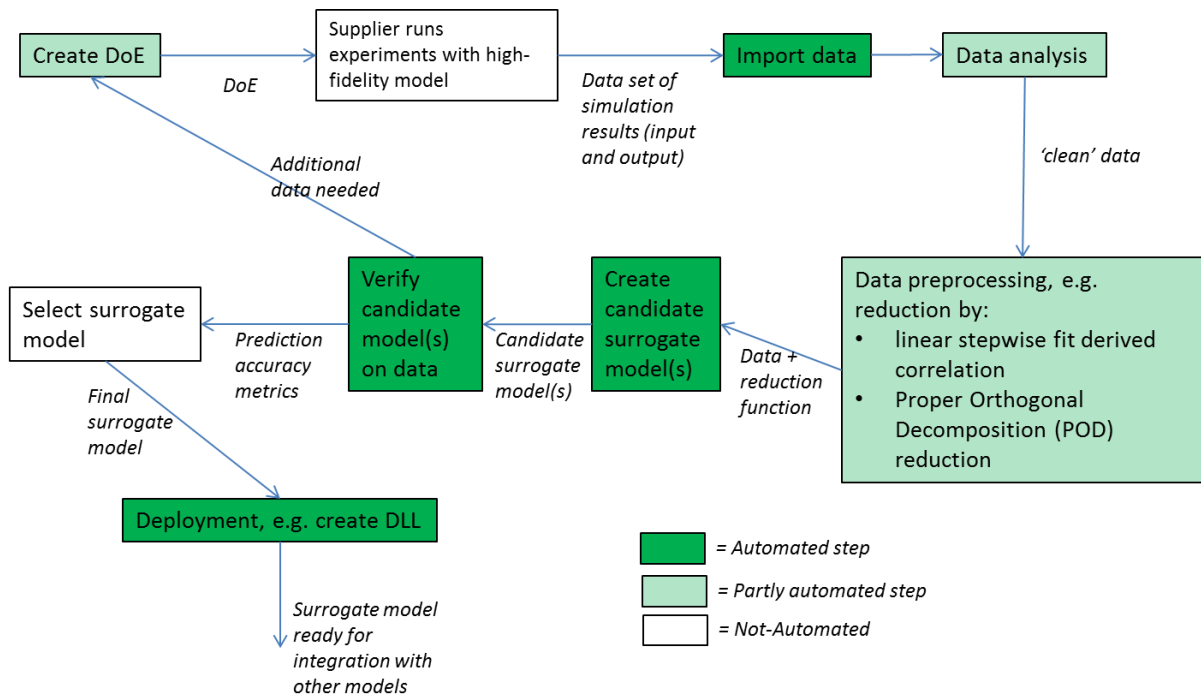 Create DoE
DoE
Supplier runs
experiments with high-
fidelity model
Data set of
simulation
results (input
and output)
Import data
Data analysis
‘clean’ data
Additional
data needed
Data preprocessing, e.g.
reduction by:
• linear stepwise fit derived
correlation
• Proper Orthogonal
Decomposition (POD)
reduction
Data +
reduction
function
Create
candidate
surrogate
model(s)
Candidate
surrogate
model(s)
Verify
candidate
model(s)
on data
Prediction
accuracy
metrics
Select surrogate
model
Final
surrogate
model
Deployment, e.g. create DLL
Surrogate model
ready for
integration with
other models
= Automated step
= Partly automated step
= Not-Automated